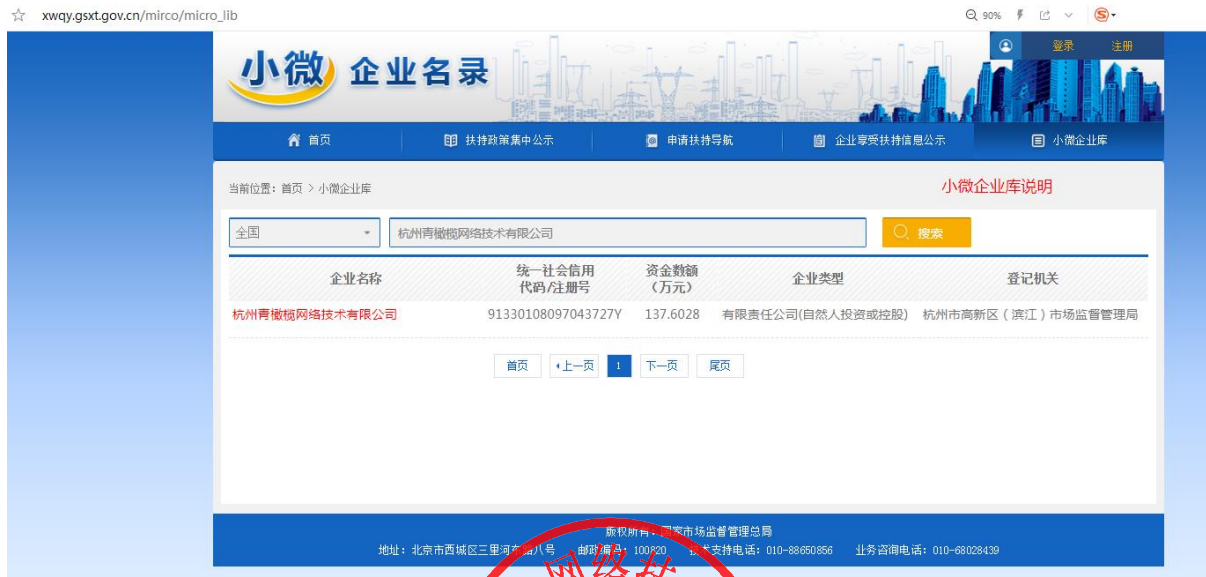 xwqy.gsxt.gov.cn/mirco/micro_lib
90%
小微企业名录
登录 注册
首页 扶持政策集中公示 申请扶持导航 企业享受扶持信息公示 小微企业库
当前位置：首页 > 小微企业库
小微企业库说明
全国 杭州青橄榄网络技术有限公司 搜索
企业名称 统一社会信用代码/注册号 资金数额（万元） 企业类型 登记机关
杭州青橄榄网络技术有限公司 91330108097043727Y 137.6028 有限责任公司(自然人投资或控股) 杭州市高新区（滨江）市场监督管理局
首页 上一页 1 下一页 尾页
版权所有：国家市场监督管理总局
地址：北京市西城区三里河东路八号 邮政编码：100820 技术支持电话：010-88650856 业务咨询电话：010-68028439
网络技